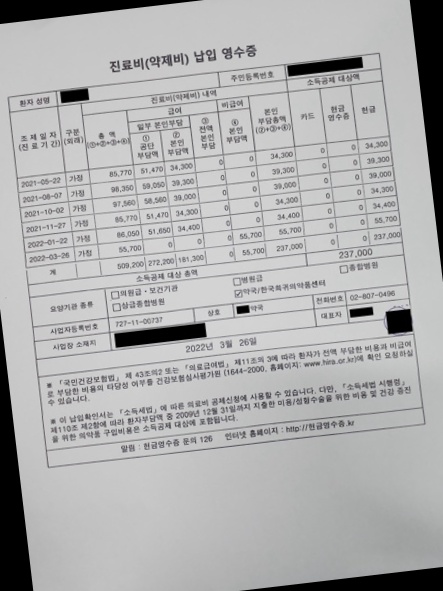 진료비(약제비) 납입 영수증
환자 성명 주민등록번호
진료비(약제비) 내역 소득공제 대상액
조 제 일 자 (진 료 기 간) 구분 (외래) 총 액 (①+②+③+④) 급여 비급여 본인 부담총액 (②+③+④) 카드 현금 영수증 현금
일부 본인부담 ③ 전액 본인 부담 ④ 본인 부담액
① 공단 부담액 ② 본인 부담액
2021-05-22 가정 85,770 51,470 34,300 0 0 34,300 0 0 34,300
2021-08-07 가정 98,350 59,050 39,300 0 0 39,300 0 0 39,300
2021-10-02 가정 97,560 58,560 39,000 0 0 39,000 0 0 39,000
2021-11-27 가정 85,770 51,470 34,300 0 0 34,300 0 0 34,300
2022-01-22 가정 86,050 51,650 34,400 0 0 34,400 0 0 34,400
2022-03-26 가정 55,700 0 0 0 55,700 55,700 0 0 55,700
계 509,200 272,200 181,300 0 55,700 237,000 0 0 237,000
소득공제 대상 총액 237,000
요양기관 종류 □의원급·보건기관 □병원급 □종합병원
□상급종합병원 ☑약국/한국희귀의약품센터
사업자등록번호 727-11-00737 상호 약국 전화번호 02-807-0496
사업장 소재지 대표자
2022년 3월 26일
※ 「국민건강보험법」 제 43조의2 또는 「의료급여법」 제11조의 3에 따라 환자가 전액 부담한 비용과 비급여
로 부담한 비용의 타당성 여부를 건강보험심사평가원 (1644-2000, 홈페이지: www.hira.or.kr)에 확인 요청하실
수 있습니다.
※ 이 납입확인서는 「소득세법」에 따른 의료비 공제신청에 사용할 수 있습니다. 다만, 「소득세법 시행령」
제110조 제2항에 따라 환자부담액 중 2009년 12월 31일까지 지출한 미용/성형수술을 위한 비용 및 건강 증진
을 위한 의약품 구입비용은 소득공제 대상에 포함됩니다.
알림 : 현금영수증 문의 126 인터넷 홈페이지 : http://현금영수증.kr